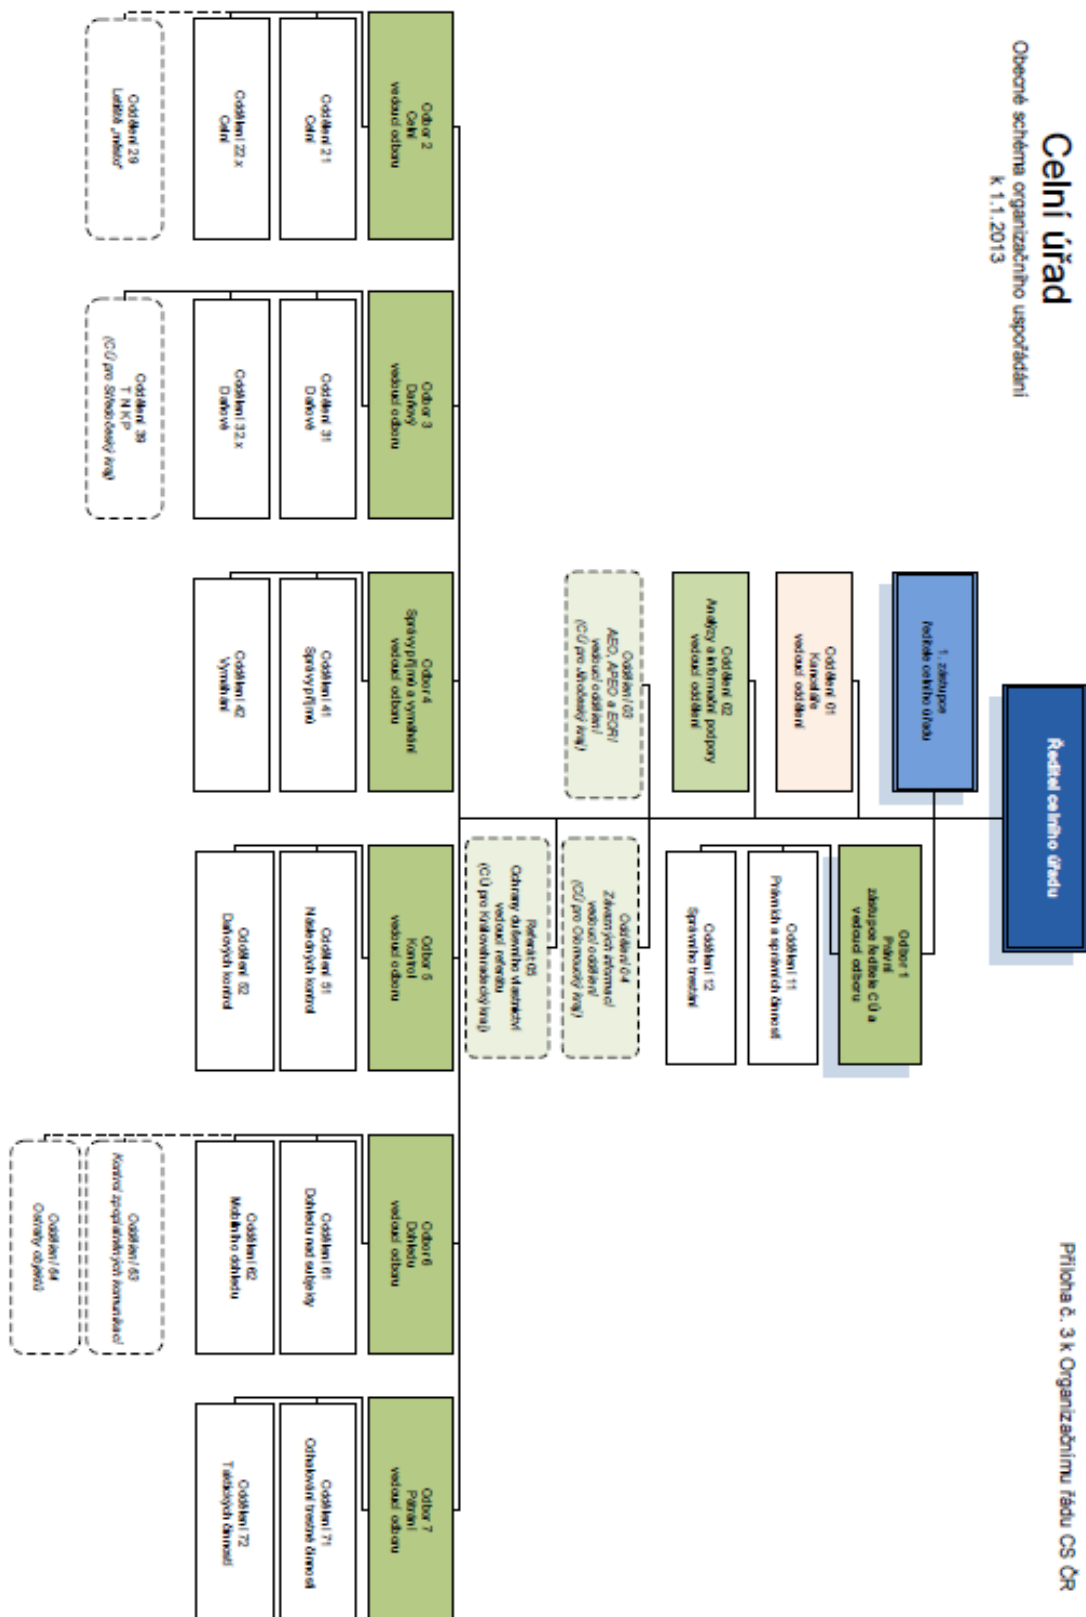 Celní úřad
Obecné schéma organizačního uspořádání
k 1.1.2013
Příloha č. 3 k Organizačnímu řádu CS ČR
Ředitel celního úřadu
1. zástupce
ředitele celního úřadu
Odbor 1
Právní
zástupce ředitele CÚ a
vedoucí odboru
Oddělení 01
Kanceláře
vedoucí oddělení
Oddělení 11
Právních a správních činností
Oddělení 02
Analýzy a informační podpory
vedoucí oddělení
Oddělení 12
Správního trestání
Oddělení 03
AEO, APEO a EORI
vedoucí oddělení
(CÚ pro Jihočeský kraj)
Oddělení 04
Závazných informací
vedoucí oddělení
(CÚ pro Olomoucký kraj)
Referát 05
Ochrany duševního vlastnictví
vedoucí referátu
(CÚ pro Královéhradecký kraj)
Odbor 2
Celní
vedoucí odboru
Odbor 3
Daňový
vedoucí odboru
Odbor 4
Správy příjmů a vymáhání
vedoucí odboru
Odbor 5
Kontrol
vedoucí odboru
Odbor 6
Dohledu
vedoucí odboru
Odbor 7
Pátrání
vedoucí odboru
Oddělení 21
Celní
Oddělení 31
Daňové
Oddělení 41
Správy příjmů
Oddělení 51
Následných kontrol
Oddělení 61
Dohledu nad subjekty
Oddělení 71
Odhalování trestné činnosti
Oddělení 22.x
Celní
Oddělení 32.x
Daňové
Oddělení 42
Vymáhání
Oddělení 52
Daňových kontrol
Oddělení 62
Mobilního dohledu
Oddělení 72
Taktických činností
Oddělení 29
Letiště „město“
Oddělení 39
T N K P
(CÚ pro Středočeský kraj)
Oddělení 63
Kontrol zpoplatněných komunikací
Oddělení 64
Ostrahy objektů